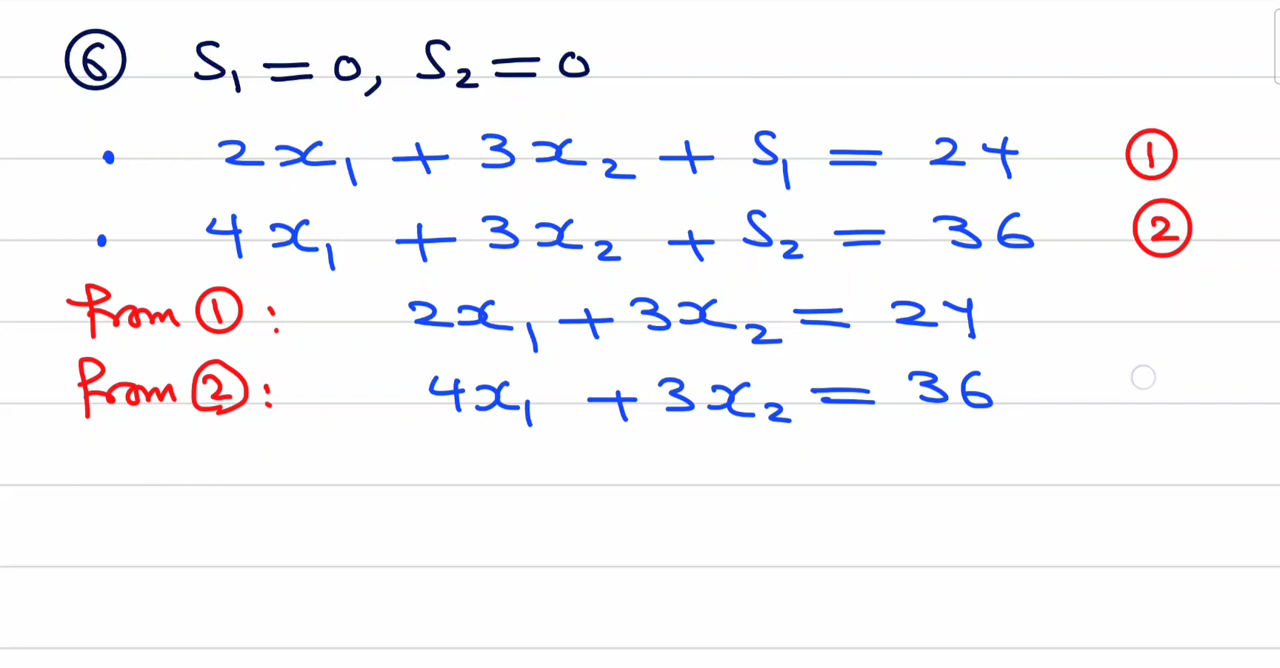 ⑥ S₁ = 0, S₂ = 0
• 2x₁ + 3x₂ + S₁ = 24 ①
• 4x₁ + 3x₂ + S₂ = 36 ②
from ①: 2x₁ + 3x₂ = 24
from ②: 4x₁ + 3x₂ = 36